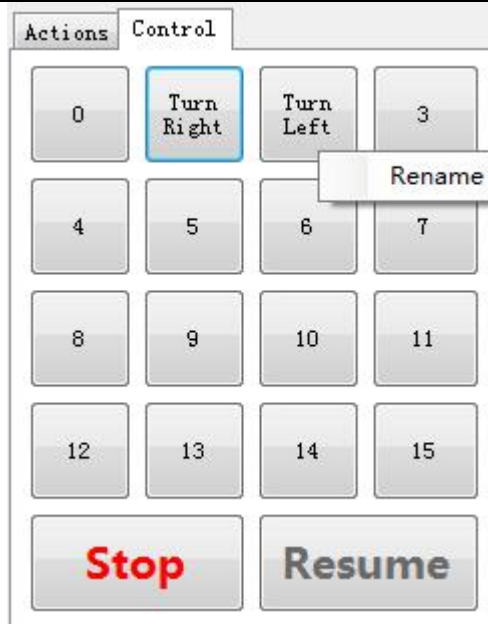 Actions Control
0 Turn Right Turn Left 3
Rename
4 5 6 7
8 9 10 11
12 13 14 15
Stop Resume